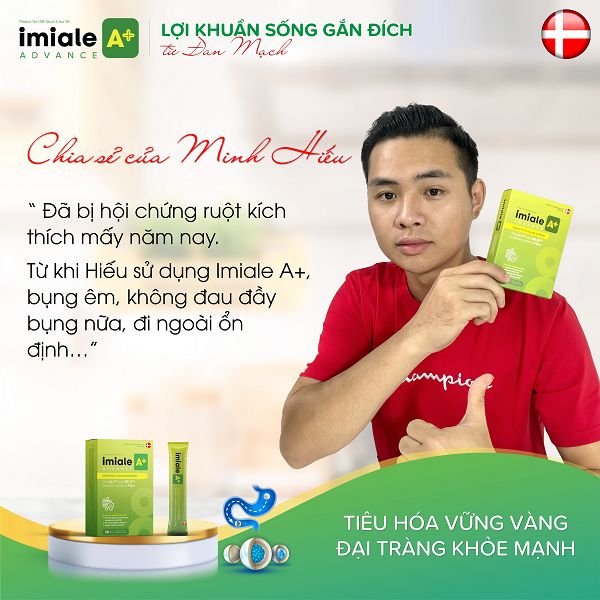 imiale A+
ADVANCE
LỢI KHUẨN SỐNG GẮN ĐÍCH
từ Đan Mạch
Chia sẻ của Minh Hiếu
“ Đã bị hội chứng ruột kích
thích mấy năm nay.
Từ khi Hiếu sử dụng Imiale A+,
bụng êm, không đau đầy
bụng nữa, đi ngoài ổn
định...”
imiale A+
Champion
imiale A+
imiale A+
TIÊU HÓA VỮNG VÀNG
ĐẠI TRÀNG KHỎE MẠNH